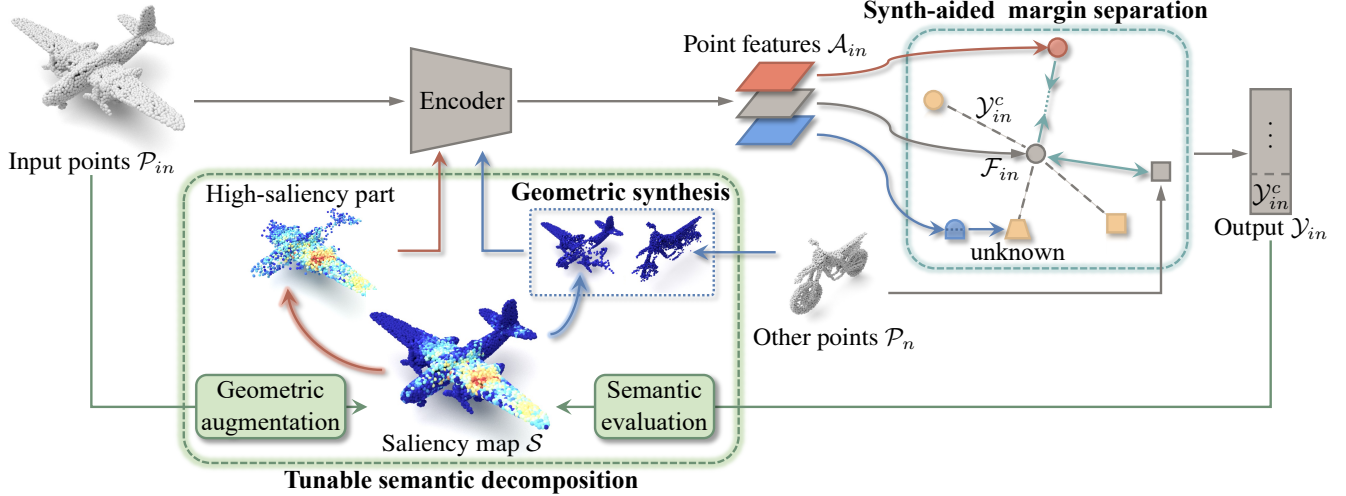 Synth-aided margin separation
Point features 𝒜_in
Encoder
𝒴^c_in
ℱ_in
⋮
Input points 𝒫_in
High-saliency part
Geometric synthesis
𝒴^c_in
Output 𝒴_in
unknown
Other points 𝒫_n
Geometric
augmentation
Semantic
evaluation
Saliency map 𝒮
Tunable semantic decomposition